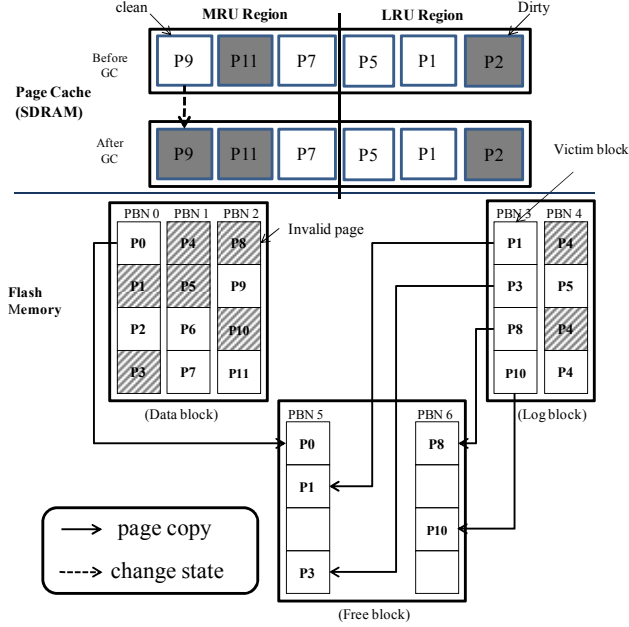 clean
MRU Region
LRU Region
Dirty
Before GC
P9 P11 P7 P5 P1 P2
Page Cache (SDRAM)
After GC
P9 P11 P7 P5 P1 P2
Victim block
PBN 0 PBN 1 PBN 2
PBN 3 PBN 4
Invalid page
P0 P4 P8
P1 P4
P1 P5 P9
P3 P5
Flash Memory
P2 P6 P10
P8 P4
P3 P7 P11
P10 P4
(Data block)
(Log block)
PBN 5 PBN 6
P0 P8
P1
P10
P3
(Free block)
page copy
change state